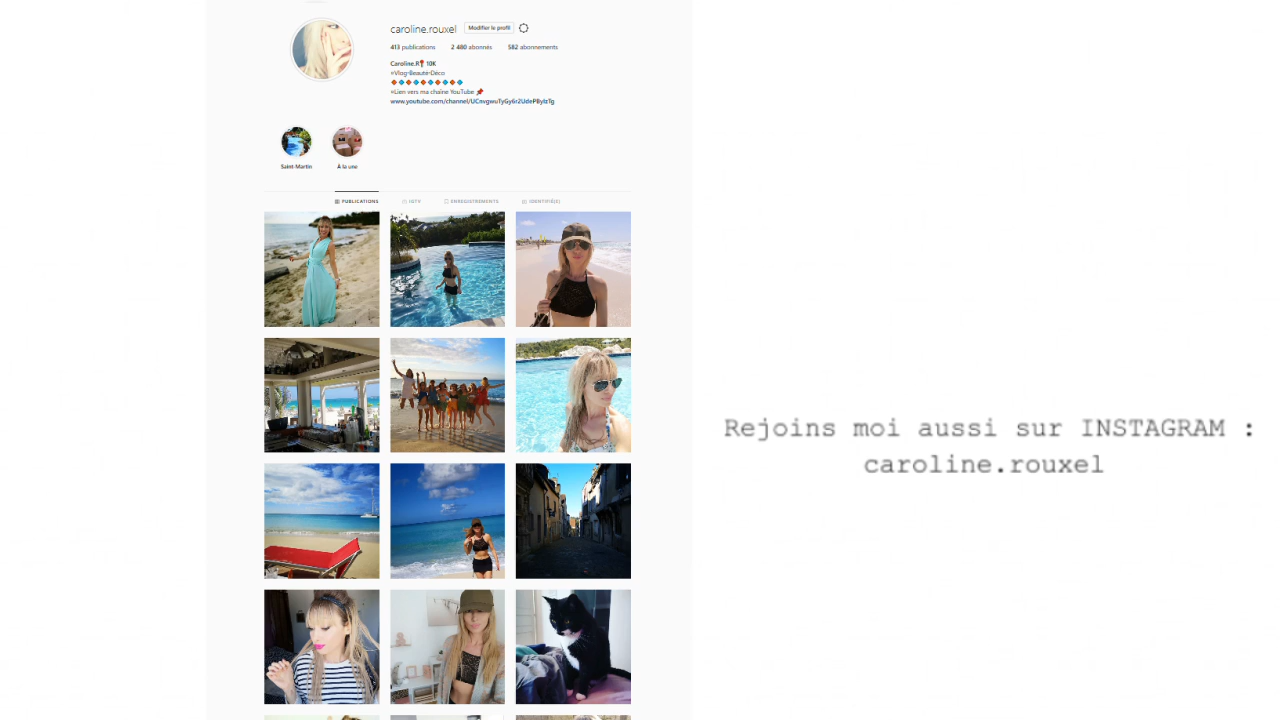 caroline.rouxel Modifier le profil
413 publications 2 480 abonnés 582 abonnements
Caroline.R📍 10K
▫Vlog▫Beauté▫Déco
▫Lien vers ma chaîne YouTube 📌
www.youtube.com/channel/UCnvgwuTyGy6r2UdePByIzTg
Saint-Martin À la une
PUBLICATIONS IGTV ENREGISTREMENTS IDENTIFIÉ(E)
Rejoins moi aussi sur INSTAGRAM :
caroline.rouxel